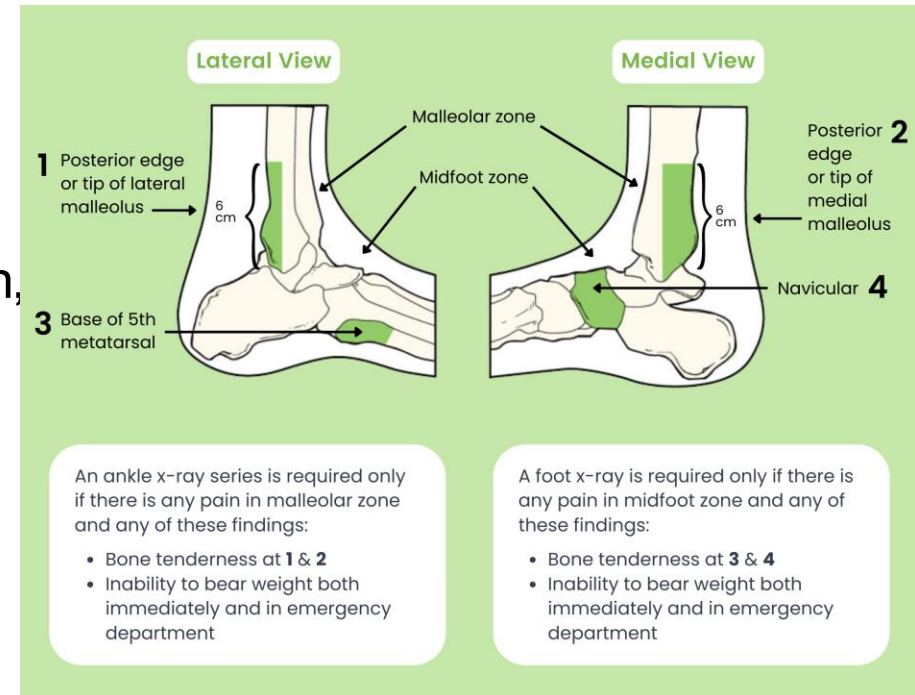 Lateral View
Medial View
Malleolar zone
Midfoot zone
1 Posterior edge
or tip of lateral
malleolus
6
cm
Posterior 2
edge
or tip of
medial
malleolus
6
cm
n,
3 Base of 5th
metatarsal
Navicular 4
An ankle x-ray series is required only
if there is any pain in malleolar zone
and any of these findings:
• Bone tenderness at 1 & 2
• Inability to bear weight both
immediately and in emergency
department
A foot x-ray is required only if there is
any pain in midfoot zone and any of
these findings:
• Bone tenderness at 3 & 4
• Inability to bear weight both
immediately and in emergency
department